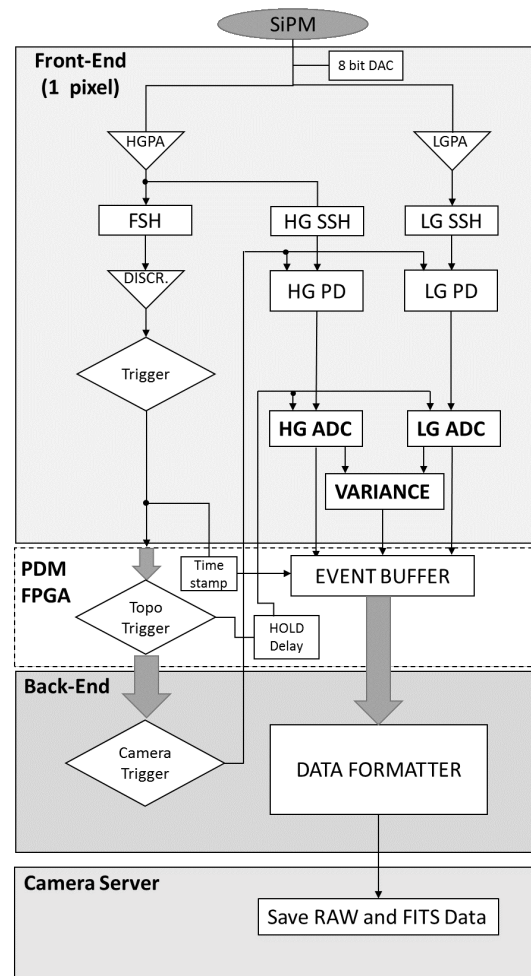 SiPM
Front-End
(1 pixel)
8 bit DAC
HGPA
LGPA
FSH
HG SSH
LG SSH
DISCR.
HG PD
LG PD
Trigger
HG ADC
LG ADC
VARIANCE
PDM
FPGA
Time
stamp
EVENT BUFFER
Topo
Trigger
HOLD
Delay
Back-End
Camera
Trigger
DATA FORMATTER
Camera Server
Save RAW and FITS Data